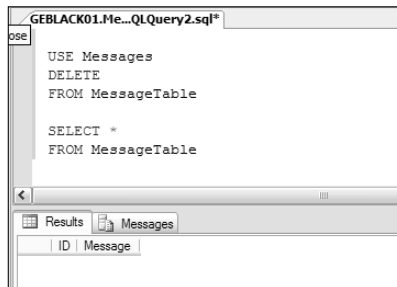 GEBLACK01.Me...QLQuery2.sql*
ose
USE Messages
DELETE
FROM MessageTable
SELECT *
FROM MessageTable
Results Messages
ID Message